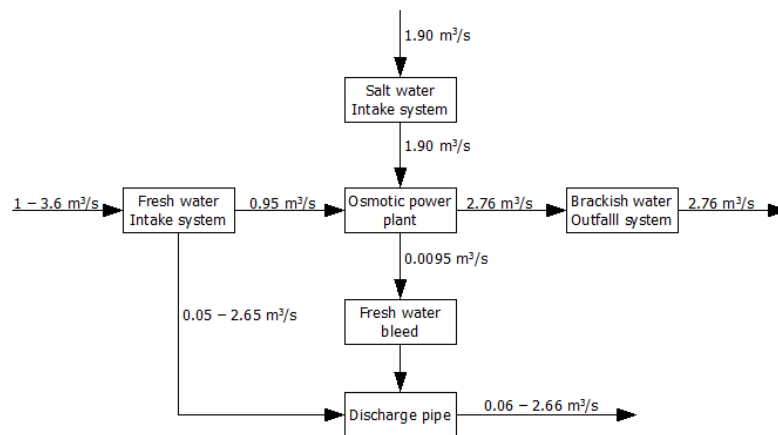 1.90 m³/s
Salt water
Intake system
1.90 m³/s
1 – 3.6 m³/s
Fresh water
Intake system
0.95 m³/s
Osmotic power
plant
2.76 m³/s
Brackish water
Outfalll system
2.76 m³/s
0.0095 m³/s
0.05 – 2.65 m³/s
Fresh water
bleed
Discharge pipe
0.06 – 2.66 m³/s